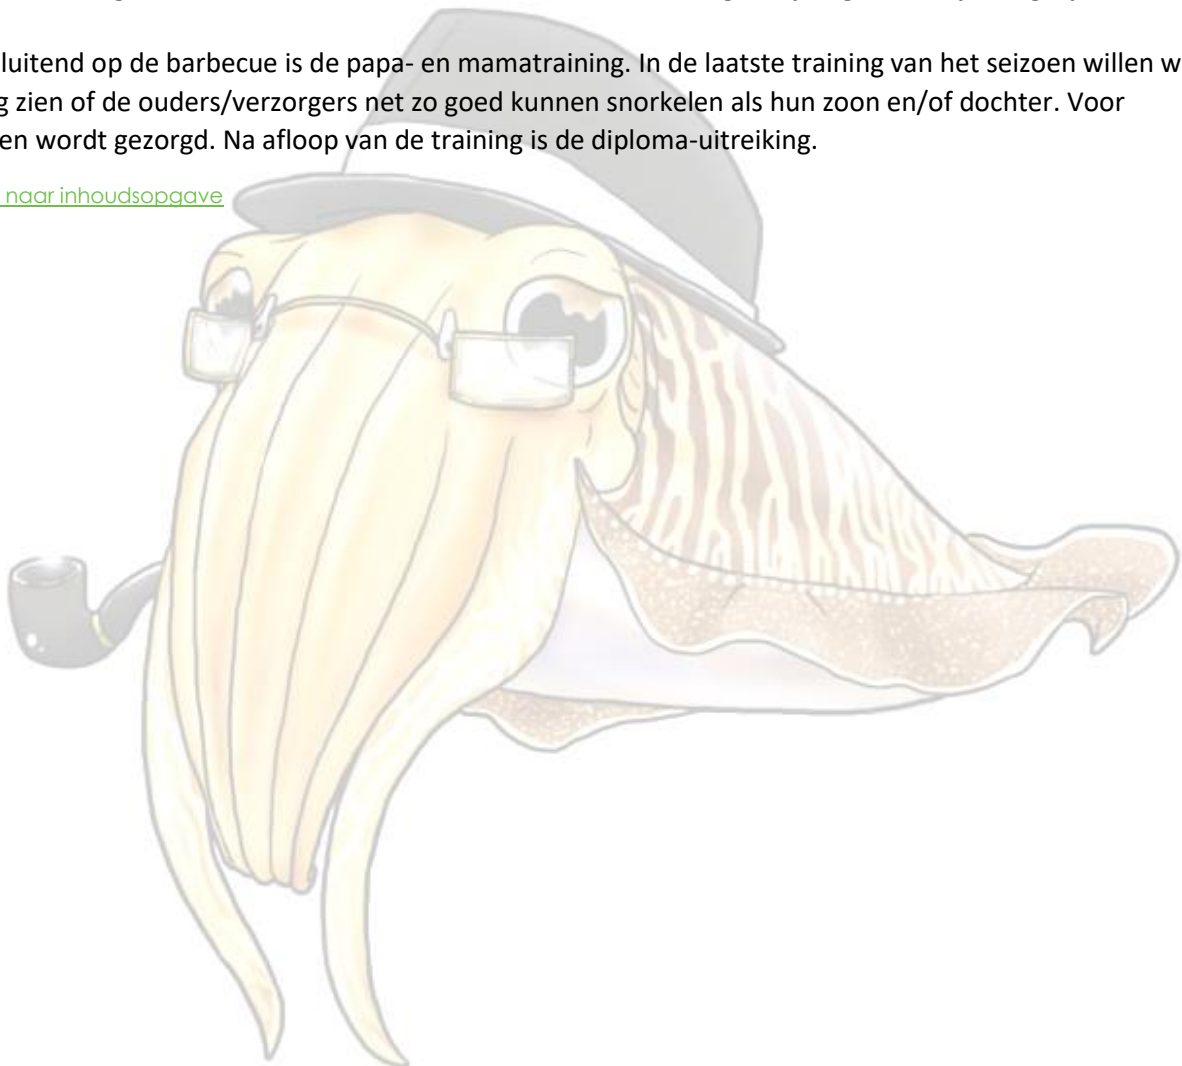 luitend op de barbecue is de papa- en mamatraining. In de laatste training van het seizoen willen w
g zien of de ouders/verzorgers net zo goed kunnen snorkelen als hun zoon en/of dochter. Voor
en wordt gezorgd. Na afloop van de training is de diploma-uitreiking.
naar inhoudsopgave